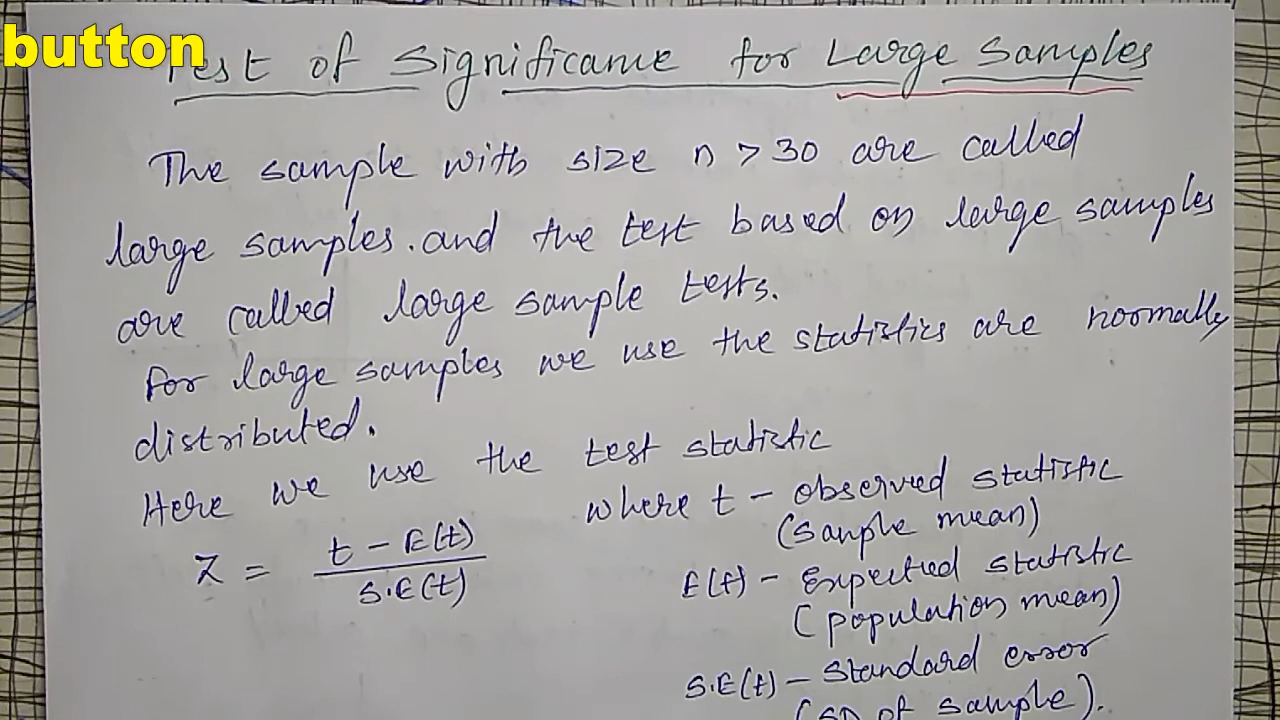 button
Test of Significance for Large Samples
The sample with size n > 30 are called
large samples. and the test based on large samples
are called large sample tests.
For large samples we use the statistics are normally
distributed.
Here we use the test statistic
Z = t - E(t) / S.E(t)
where t - observed statistic
(sample mean)
E(t) - Expected statistic
(population mean)
S.E(t) - standard error
(SD of sample).